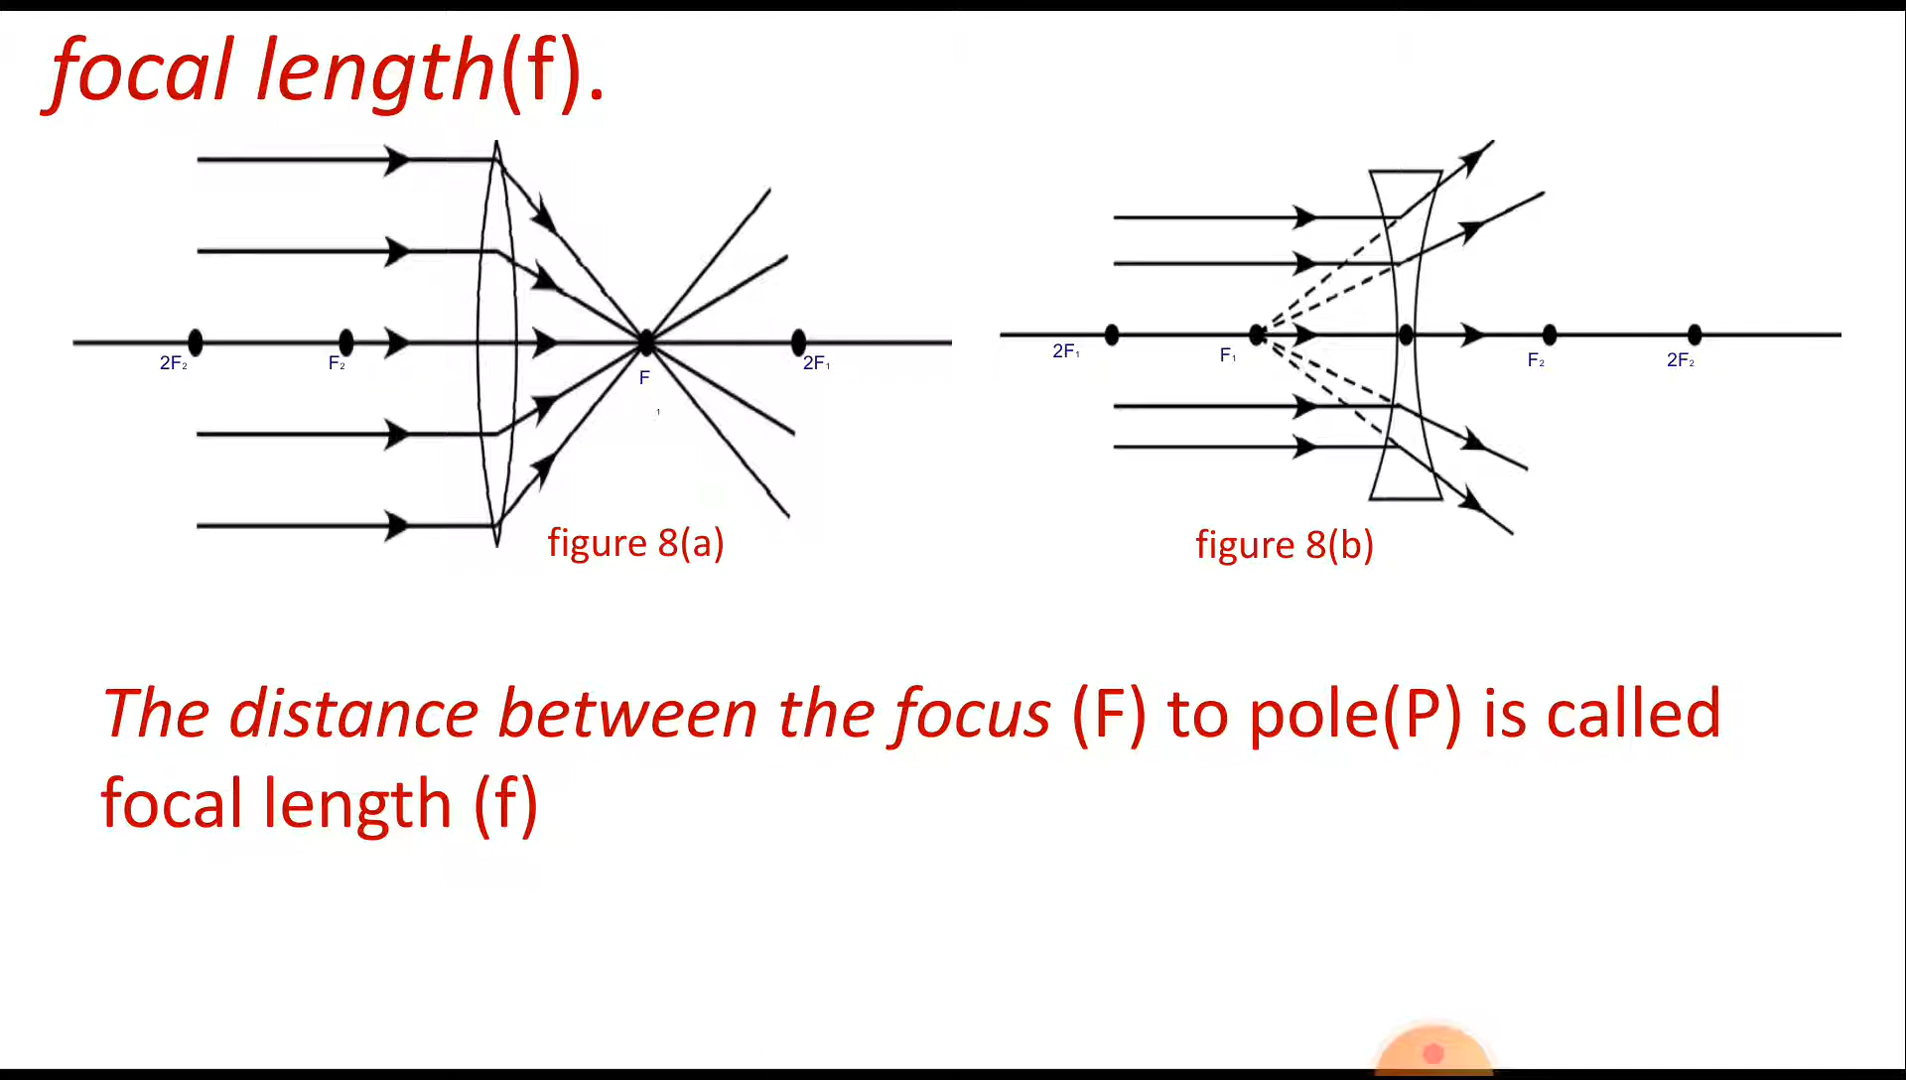 focal length(f).
2F₂ F₂ F 2F₁
1
2F₁ F₁ F₂ 2F₂
figure 8(a) figure 8(b)
The distance between the focus (F) to pole(P) is called
focal length (f)